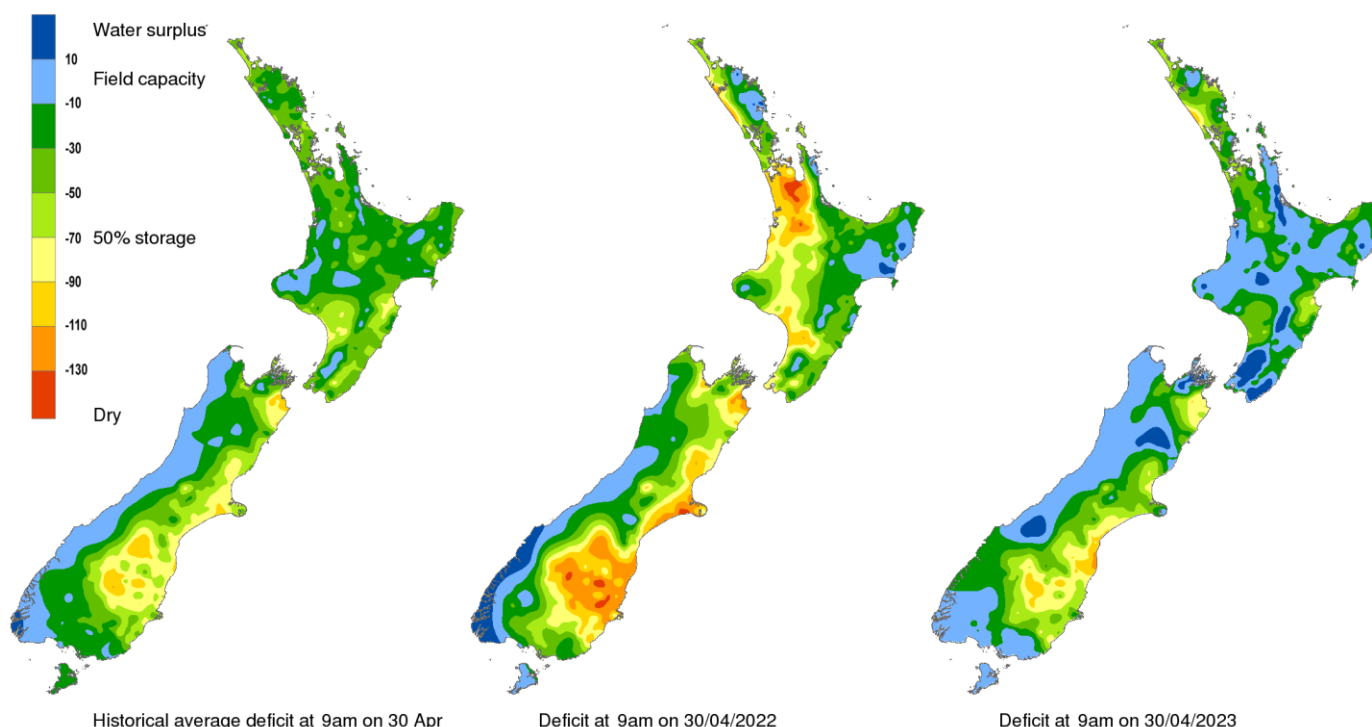 Water surplus
10
Field capacity
-10
-30
-50
-70
50% storage
-90
-110
-130
Dry
Historical average deficit at 9am on 30 Apr
Deficit at 9am on 30/04/2022
Deficit at 9am on 30/04/2023